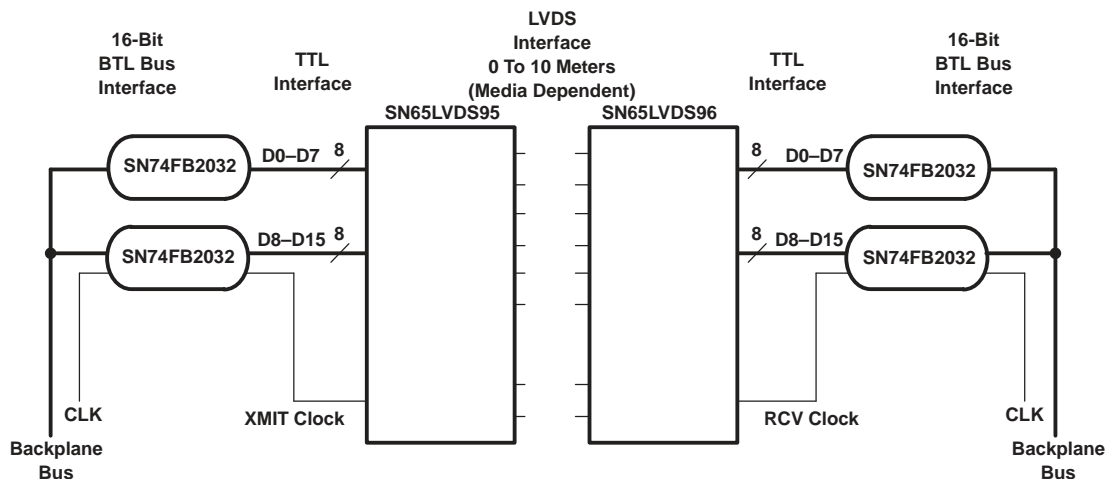 16-Bit
BTL Bus
Interface
TTL
Interface
LVDS
Interface
0 To 10 Meters
(Media Dependent)
TTL
Interface
16-Bit
BTL Bus
Interface
SN65LVDS95
SN65LVDS96
SN74FB2032
D0–D7
8
8
D0–D7
SN74FB2032
SN74FB2032
D8–D15
8
8
D8–D15
SN74FB2032
CLK
XMIT Clock
RCV Clock
CLK
Backplane
Bus
Backplane
Bus